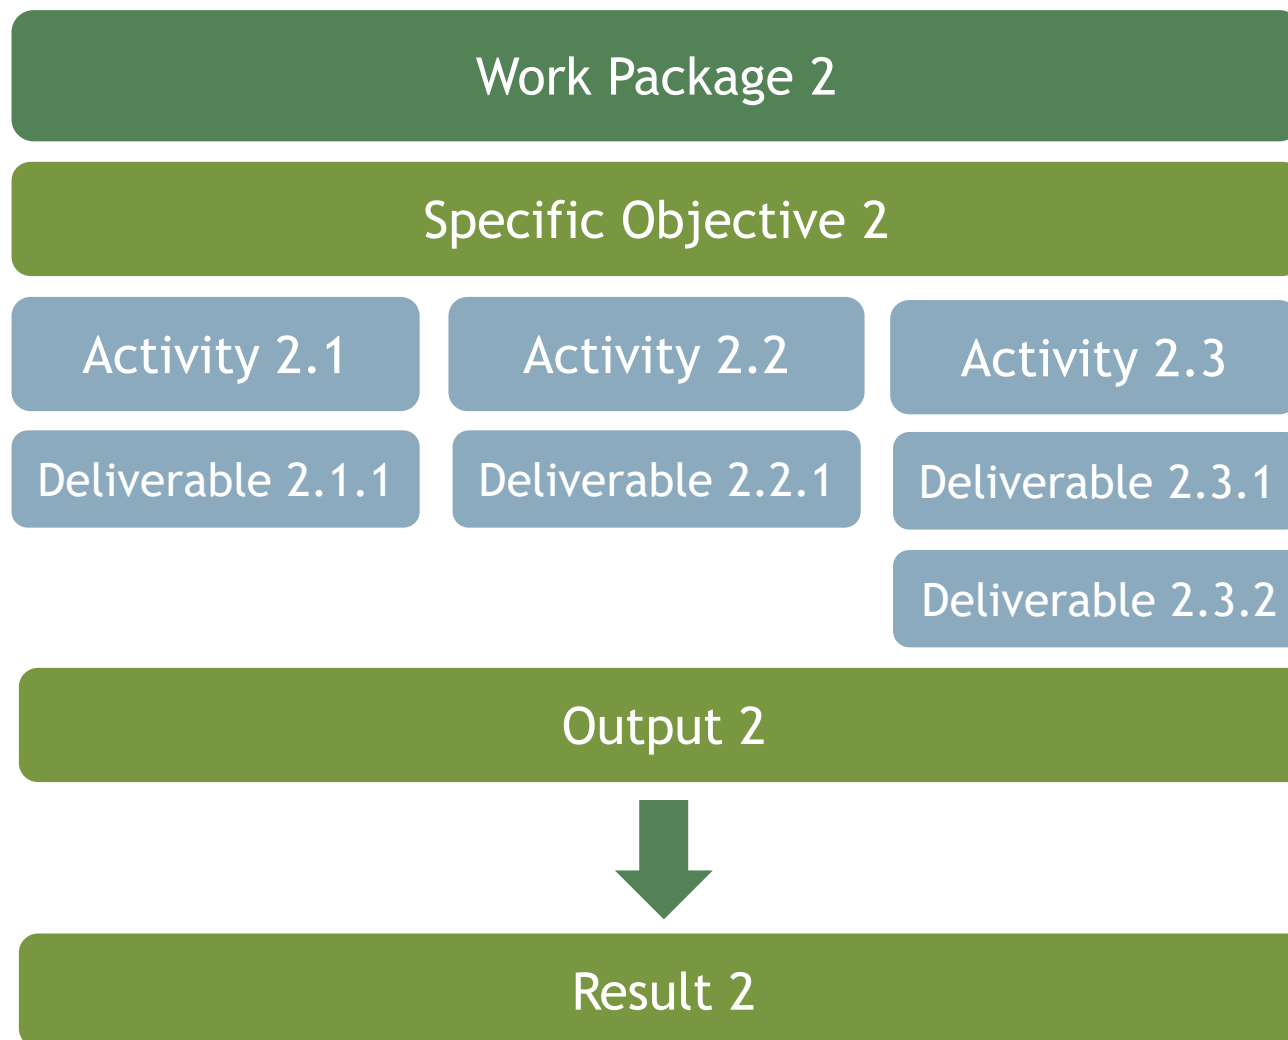 Work Package 2
Specific Objective 2
Activity 2.1
Activity 2.2
Activity 2.3
Deliverable 2.1.1
Deliverable 2.2.1
Deliverable 2.3.1
Deliverable 2.3.2
Output 2
Result 2